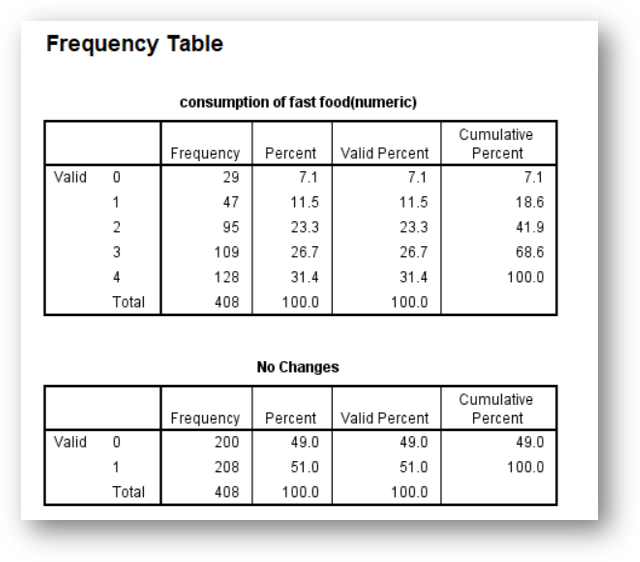 Frequency Table
consumption of fast food(numeric)
Frequency Percent Valid Percent Cumulative Percent
Valid 0 29 7.1 7.1 7.1
1 47 11.5 11.5 18.6
2 95 23.3 23.3 41.9
3 109 26.7 26.7 68.6
4 128 31.4 31.4 100.0
Total 408 100.0 100.0
No Changes
Frequency Percent Valid Percent Cumulative Percent
Valid 0 200 49.0 49.0 49.0
1 208 51.0 51.0 100.0
Total 408 100.0 100.0